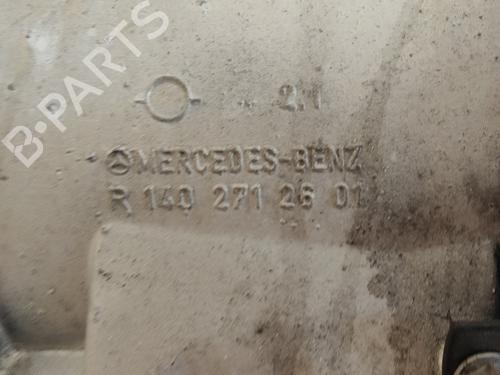 B-PARTS
2.1
MERCEDES-BENZ
R 140 271 26 01